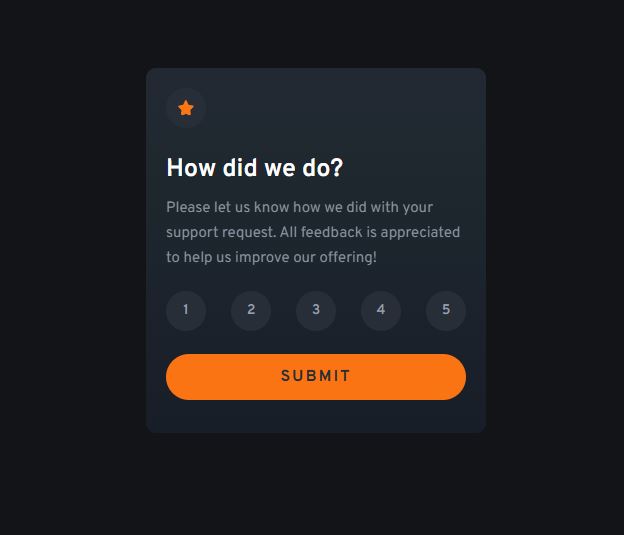 How did we do?
Please let us know how we did with your
support request. All feedback is appreciated
to help us improve our offering!
1 2 3 4 5
SUBMIT